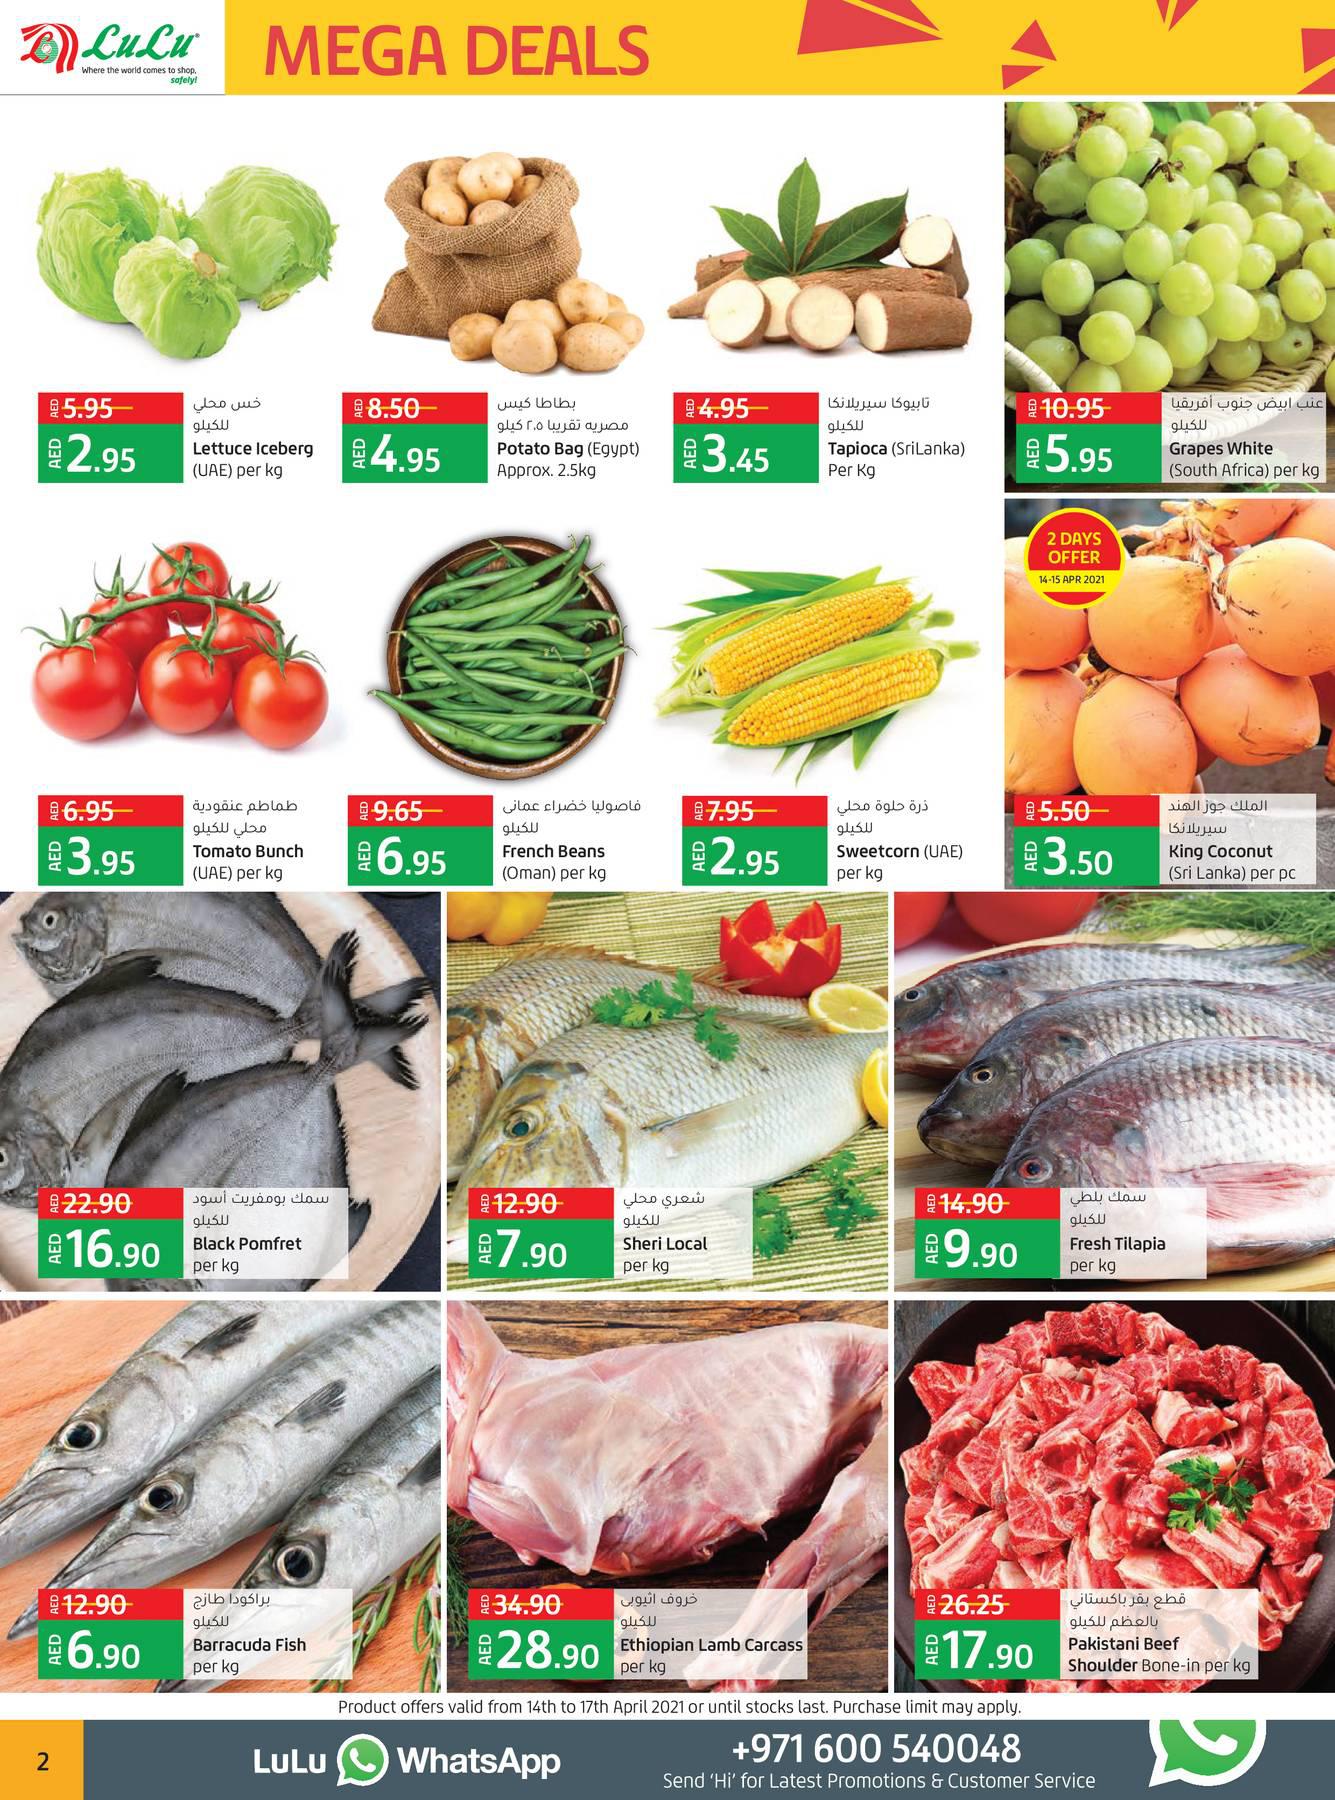 LuLu
Where the world comes to shop,
safely!
MEGA DEALS
AED 5.95
AED 2.95
خس محلي
للكيلو
Lettuce Iceberg
(UAE) per kg
AED 8.50
AED 4.95
بطاطا كيس
مصريه تقريبا ٢.٥ كيلو
Potato Bag (Egypt)
Approx. 2.5kg
AED 4.95
AED 3.45
تابيوكا سيريلانكا
للكيلو
Tapioca (SriLanka)
Per Kg
AED 10.95
AED 5.95
عنب ابيض جنوب أفريقيا
للكيلو
Grapes White
(South Africa) per kg
AED 6.95
AED 3.95
طماطم عنقودية
محلي للكيلو
Tomato Bunch
(UAE) per kg
AED 9.65
AED 6.95
فاصوليا خضراء عمانى
للكيلو
French Beans
(Oman) per kg
AED 7.95
AED 2.95
ذرة حلوة محلي
للكيلو
Sweetcorn (UAE)
per kg
2 DAYS
OFFER
14-15 APR 2021
AED 5.50
AED 3.50
الملك جوز الهند
سيريلانكا
King Coconut
(Sri Lanka) per pc
AED 22.90
AED 16.90
سمك بومفريت أسود
للكيلو
Black Pomfret
per kg
AED 12.90
AED 7.90
شعري محلي
للكيلو
Sheri Local
per kg
AED 14.90
AED 9.90
سمك بلطي
للكيلو
Fresh Tilapia
per kg
AED 12.90
AED 6.90
براكودا طازج
للكيلو
Barracuda Fish
per kg
AED 34.90
AED 28.90
خروف اثيوبى
للكيلو
Ethiopian Lamb Carcass
per kg
AED 26.25
AED 17.90
قطع بقر باكستاني
بالعظم للكيلو
Pakistani Beef
Shoulder Bone-in per kg
Product offers valid from 14th to 17th April 2021 or until stocks last. Purchase limit may apply.
2
LuLu WhatsApp
+971 600 540048
Send ‘Hi’ for Latest Promotions & Customer Service